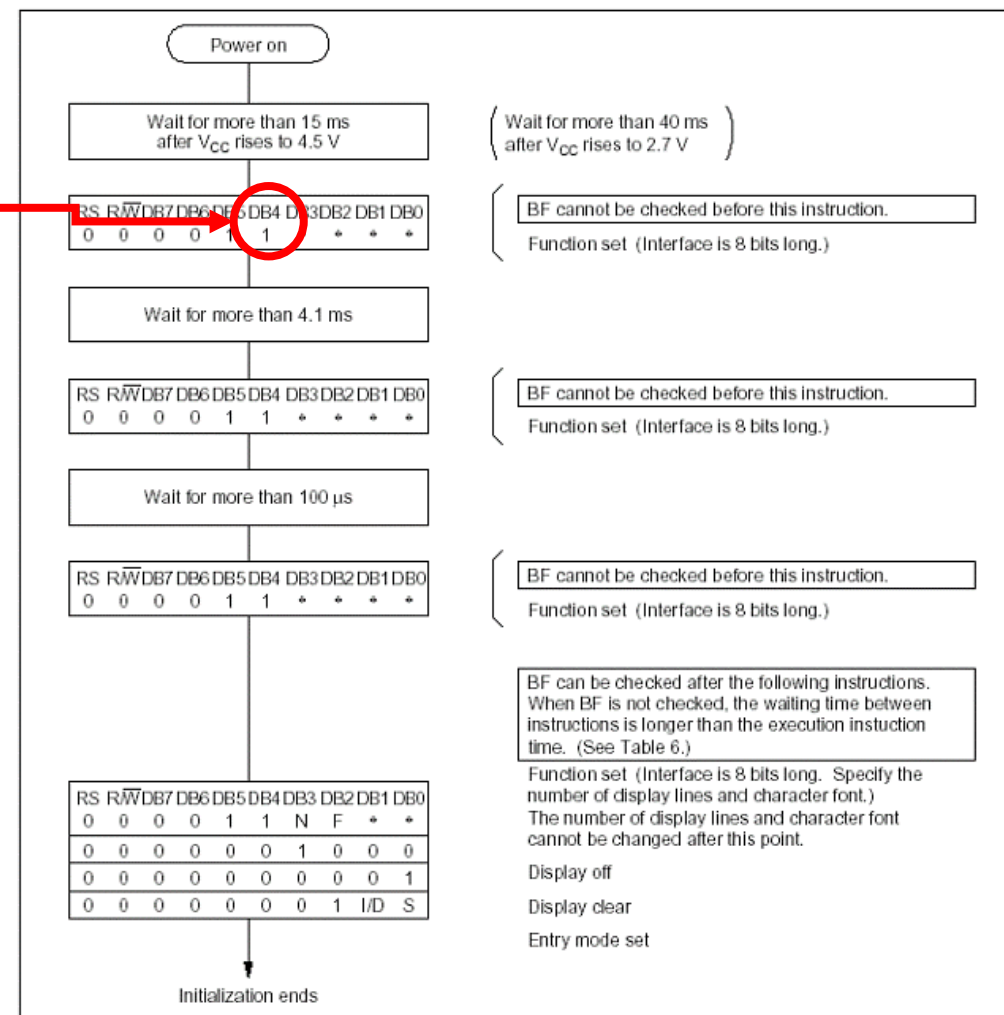 Power on
Wait for more than 15 ms
after VCC rises to 4.5 V
Wait for more than 40 ms
after VCC rises to 2.7 V
RS R/W̅ DB7 DB6 DB5 DB4 DB3 DB2 DB1 DB0
0 0 0 0 1 1 * * *
BF cannot be checked before this instruction.
Function set (Interface is 8 bits long.)
Wait for more than 4.1 ms
RS R/W̅ DB7 DB6 DB5 DB4 DB3 DB2 DB1 DB0
0 0 0 0 1 1 * * * *
BF cannot be checked before this instruction.
Function set (Interface is 8 bits long.)
Wait for more than 100 µs
RS R/W̅ DB7 DB6 DB5 DB4 DB3 DB2 DB1 DB0
0 0 0 0 1 1 * * * *
BF cannot be checked before this instruction.
Function set (Interface is 8 bits long.)
BF can be checked after the following instructions.
When BF is not checked, the waiting time between
instructions is longer than the execution instuction
time. (See Table 6.)
Function set (Interface is 8 bits long. Specify the
number of display lines and character font.)
The number of display lines and character font
cannot be changed after this point.
Display off
Display clear
Entry mode set
RS R/W̅ DB7 DB6 DB5 DB4 DB3 DB2 DB1 DB0
0 0 0 0 1 1 N F * *
0 0 0 0 0 0 1 0 0 0
0 0 0 0 0 0 0 0 0 1
0 0 0 0 0 0 0 1 I/D S
Initialization ends